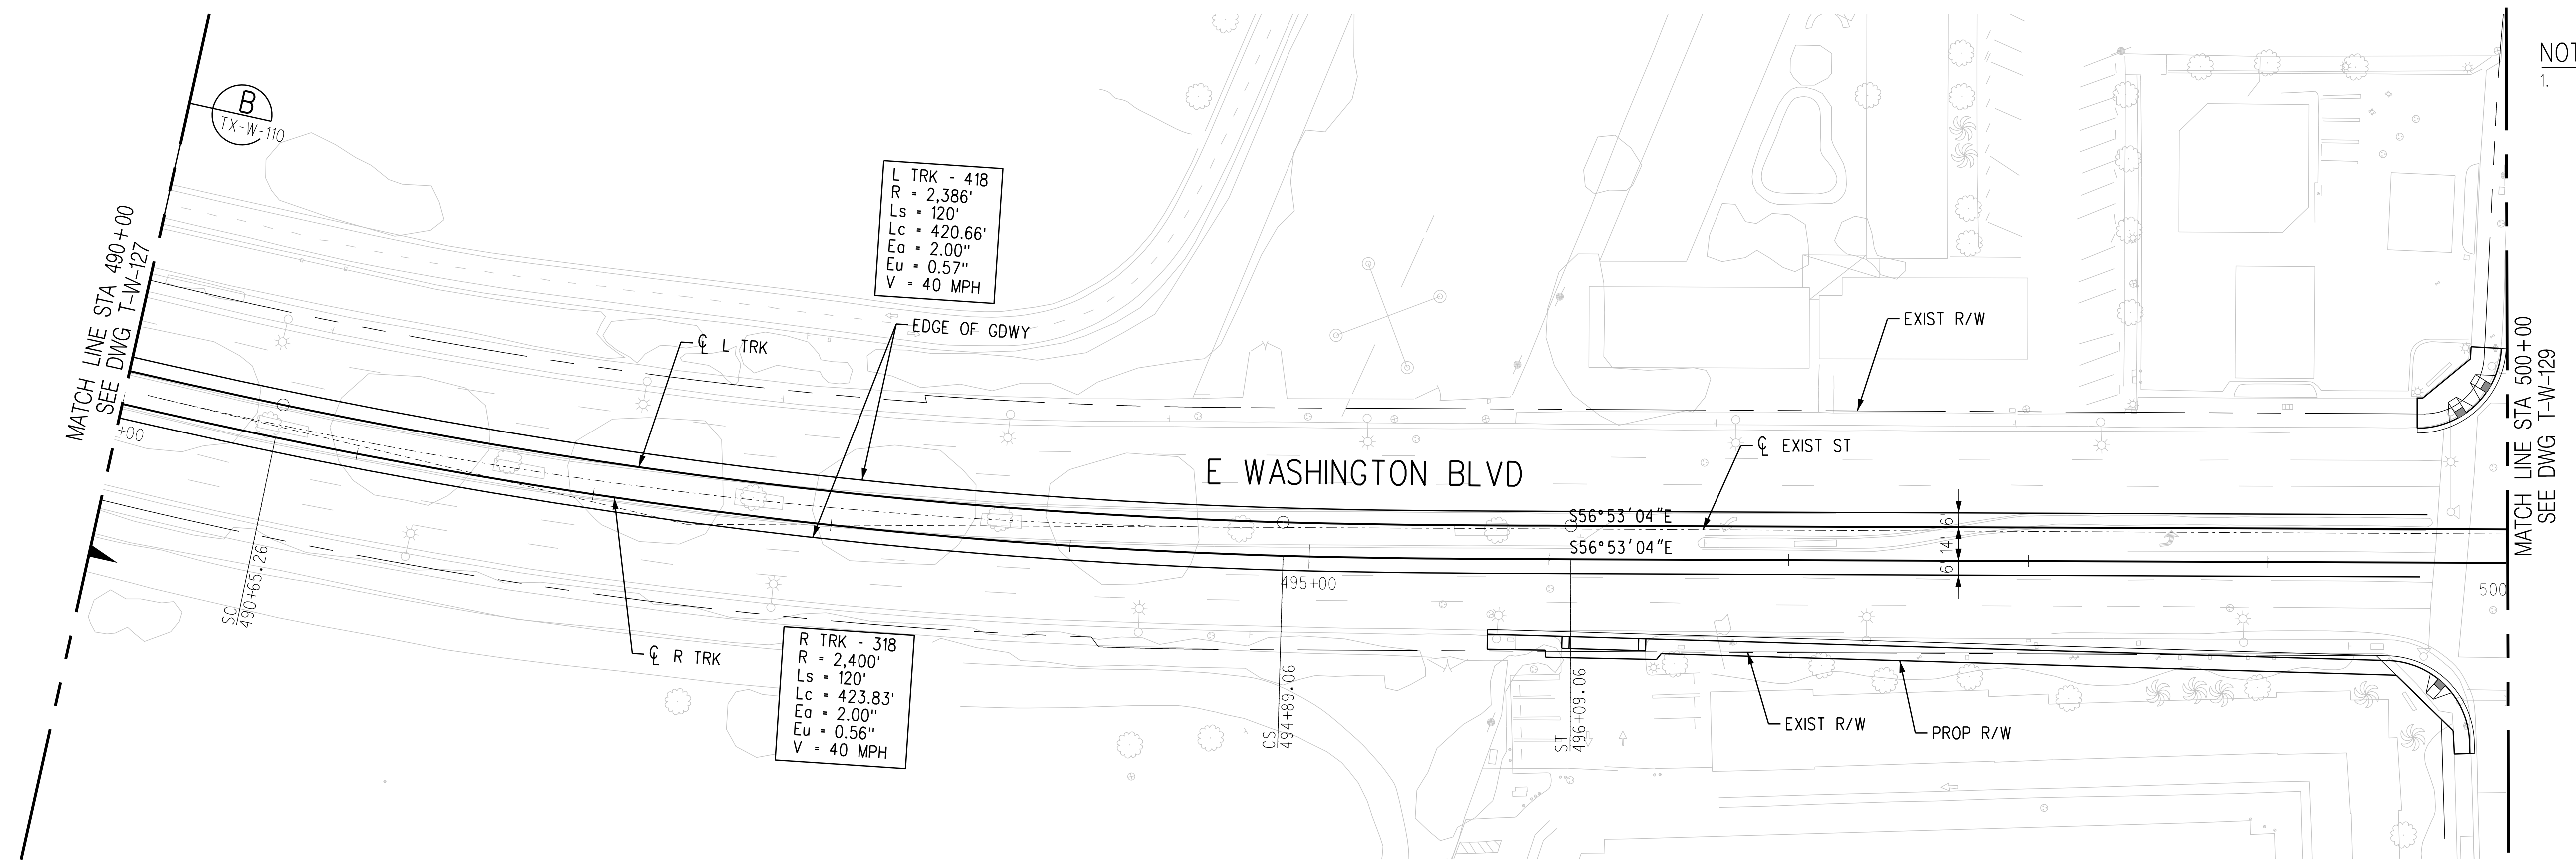 B
TX-W-110
NOT
1.
MATCH LINE STA 490+00
SEE DWG T-W-127
+00
L TRK - 418
R = 2,386'
Ls = 120'
Lc = 420.66'
Ea = 2.00"
Eu = 0.57"
V = 40 MPH
EDGE OF GDWY
℄ L TRK
EXIST R/W
℄ EXIST ST
E WASHINGTON BLVD
S56°53'04"E
S56°53'04"E
6'
14'
6'
MATCH LINE STA 500+00
SEE DWG T-W-129
SC
490+65.26
495+00
500
CS
494+89.06
ST
496+09.06
℄ R TRK
R TRK - 318
R = 2,400'
Ls = 120'
Lc = 423.83'
Ea = 2.00"
Eu = 0.56"
V = 40 MPH
EXIST R/W
PROP R/W